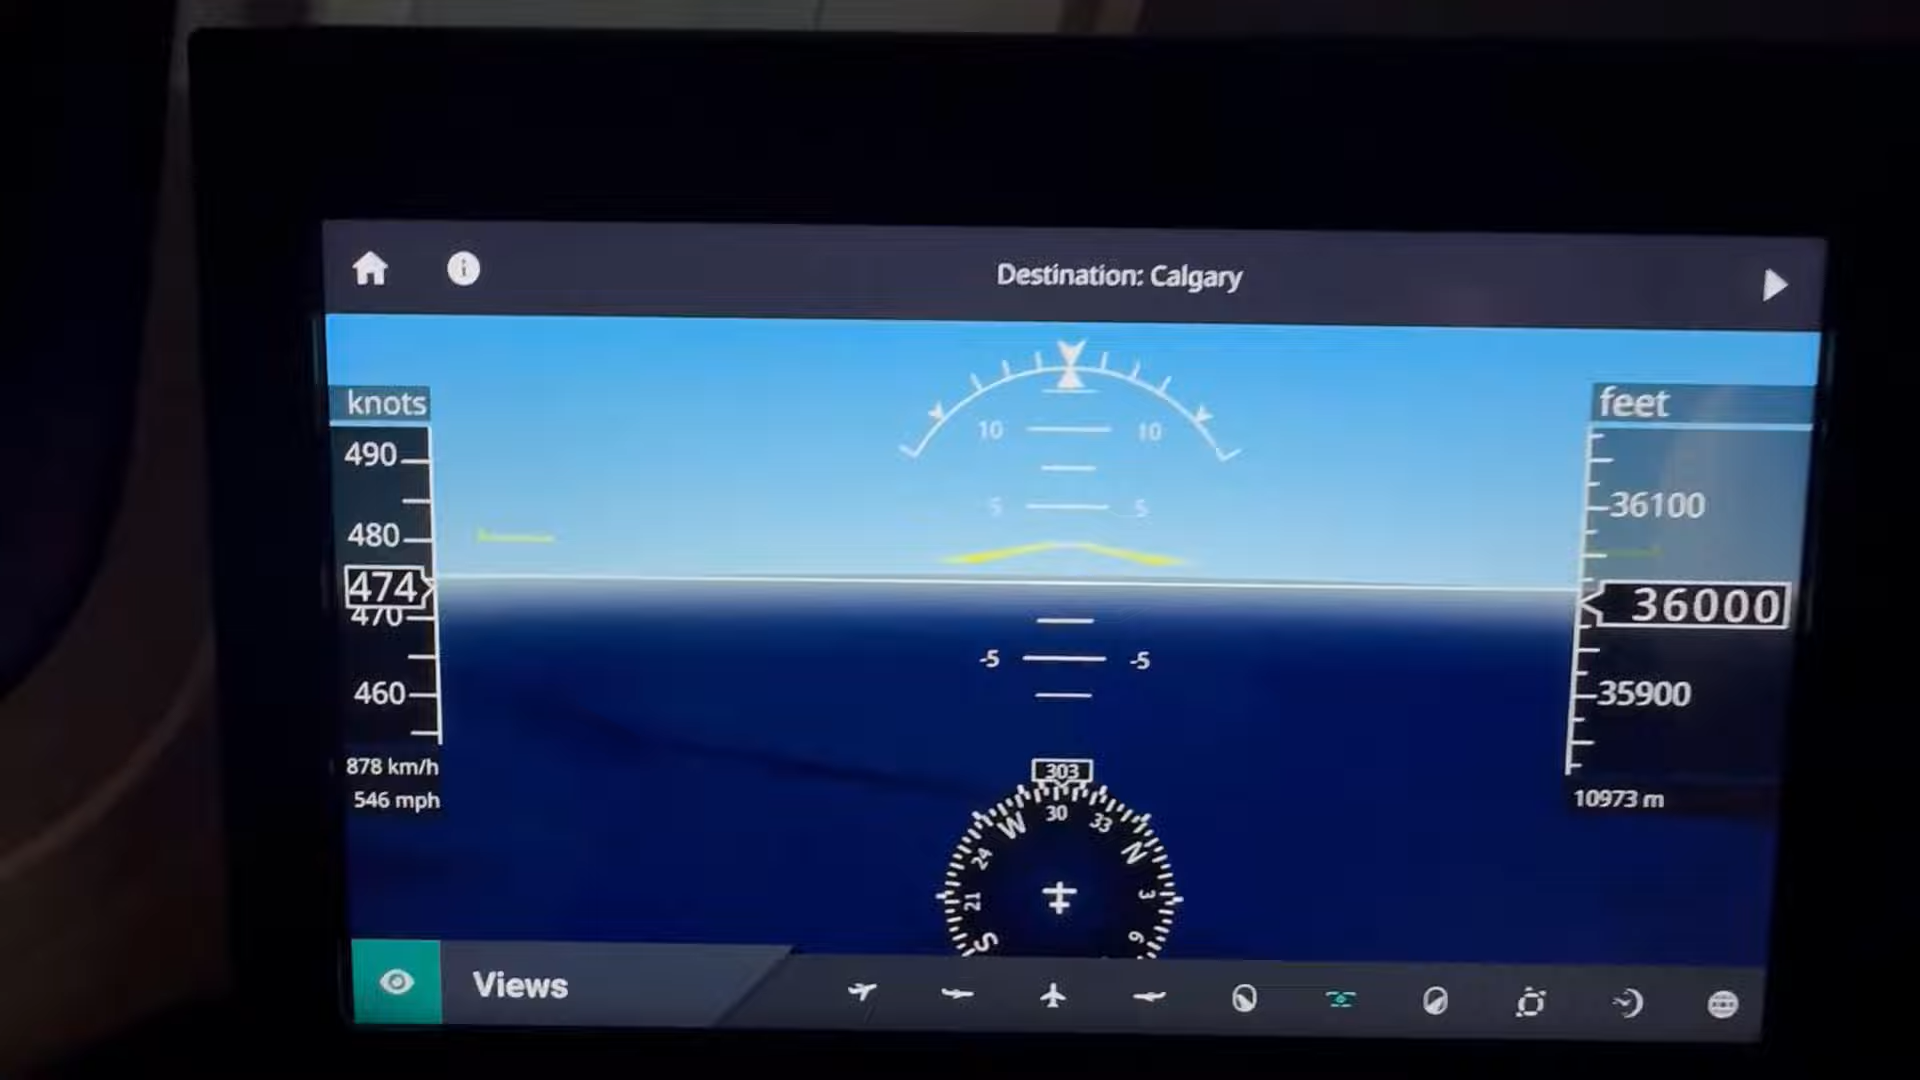 Destination: Calgary
knots
490
480
474
470
460
878 km/h
546 mph
10 10
5 5
-5 -5
feet
36100
36000
35900
10973 m
303
30
33
N
3
6
W
24
21
S
Views